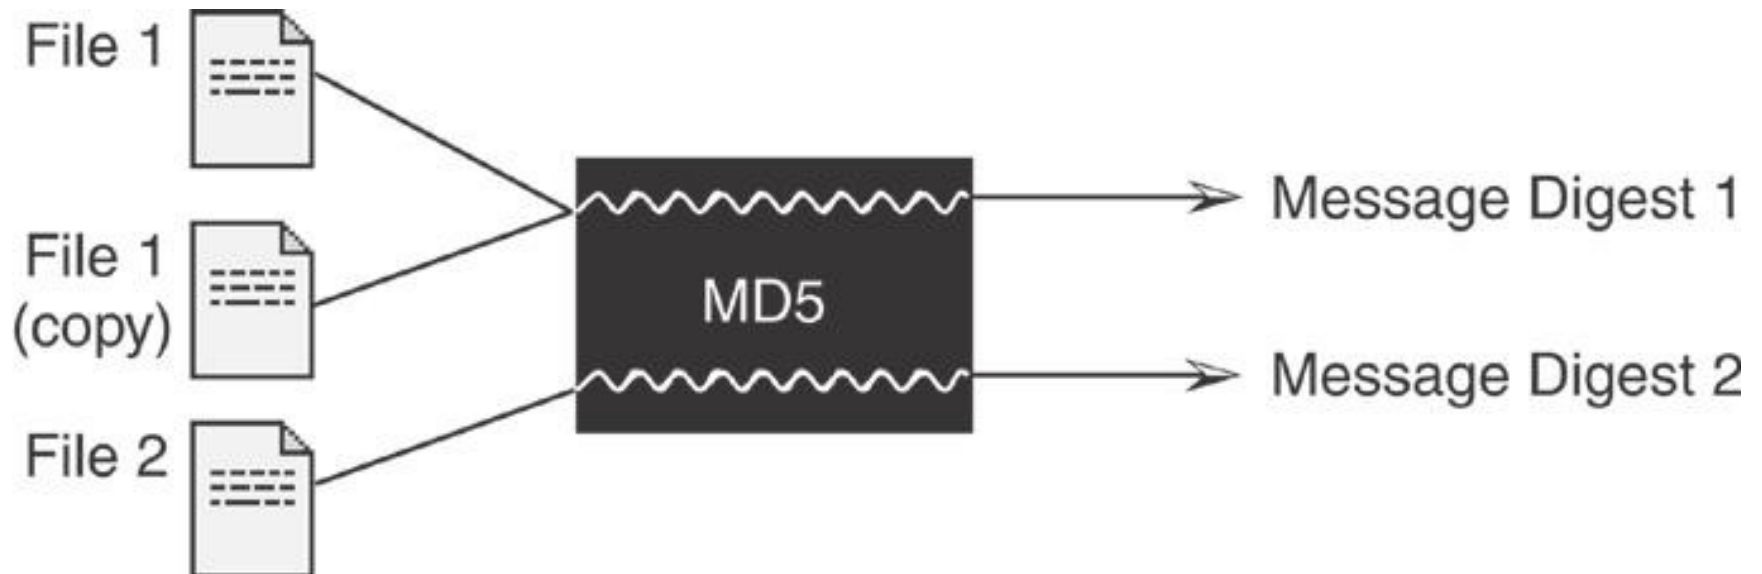 File 1
File 1
(copy)
File 2
MD5
Message Digest 1
Message Digest 2